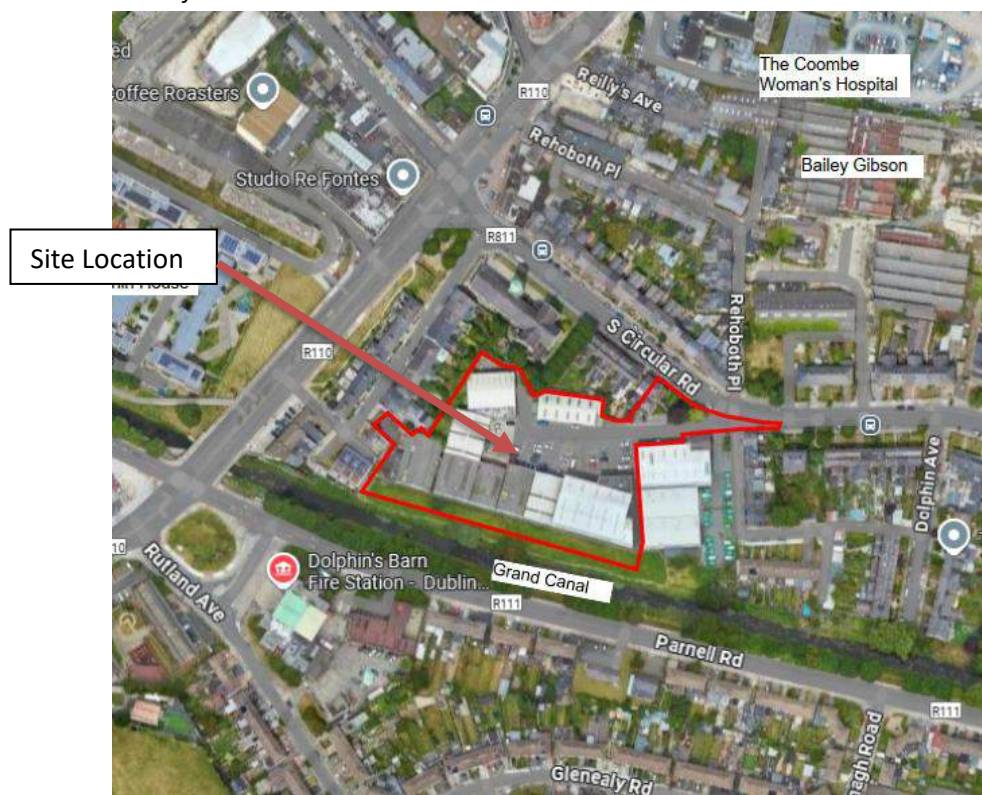 The Coombe
Woman's Hospital
Coffee Roasters
R110
Reilly's Ave
Rehoboth Pl
Bailey Gibson
Studio Re Fontes
R811
Site Location
S Circular Rd
Rehoboth Pl
R110
Dolphin Ave
Rutland Ave
Dolphin's Barn
Fire Station - Dublin...
Grand Canal
R111
Parnell Rd
R111
Glenealy Rd